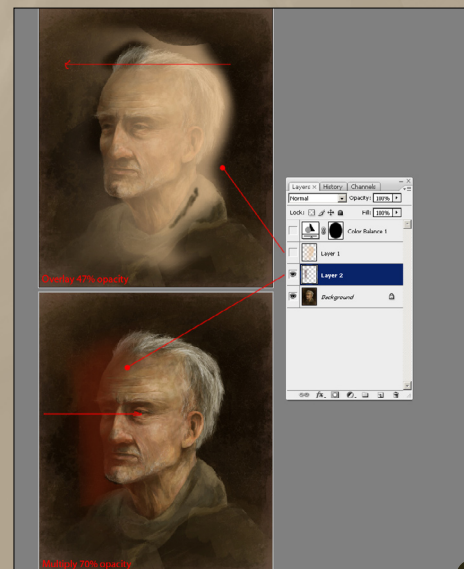 Overlay 47% opacity
Layers × History Channels
Normal Opacity: 100%
Lock: Fill: 100%
Color Balance 1
Layer 1
Layer 2
Background
Multiply 70% opacity